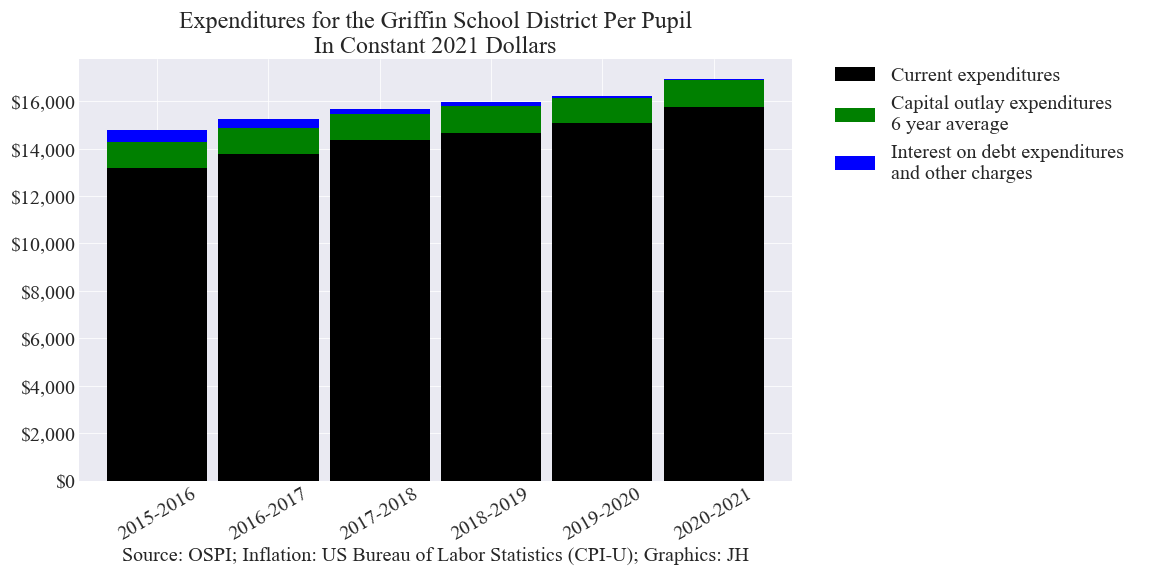 Expenditures for the Griffin School District Per Pupil
In Constant 2021 Dollars
$16,000
$14,000
$12,000
$10,000
$8,000
$6,000
$4,000
$2,000
$0
2015-2016
2016-2017
2017-2018
2018-2019
2019-2020
2020-2021
Source: OSPI; Inflation: US Bureau of Labor Statistics (CPI-U); Graphics: JH
Current expenditures
Capital outlay expenditures
6 year average
Interest on debt expenditures
and other charges